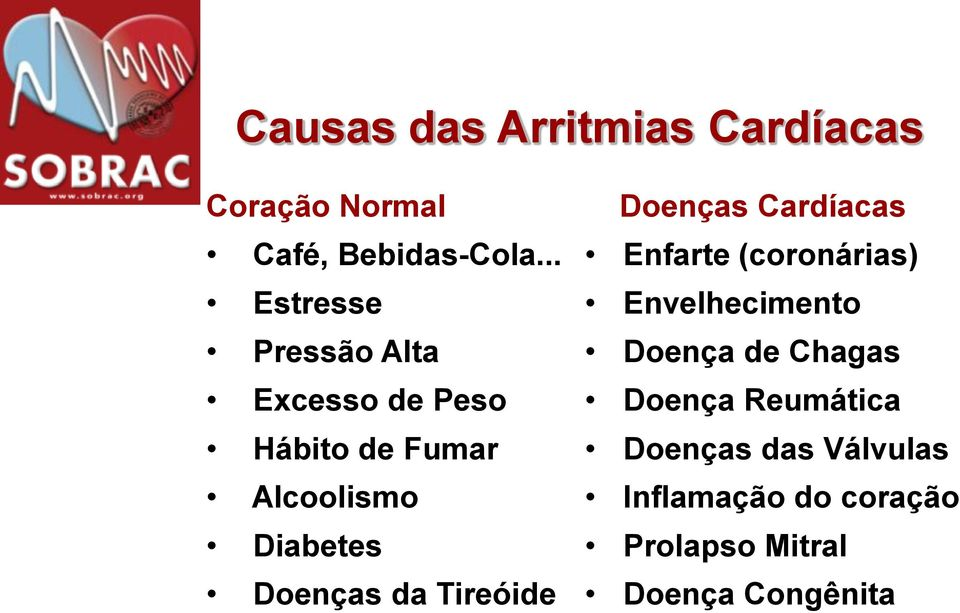 SOBRAC
www.sobrac.org
Causas das Arritmias Cardíacas
Coração Normal
• Café, Bebidas-Cola...
• Estresse
• Pressão Alta
• Excesso de Peso
• Hábito de Fumar
• Alcoolismo
• Diabetes
• Doenças da Tireóide
Doenças Cardíacas
• Enfarte (coronárias)
• Envelhecimento
• Doença de Chagas
• Doença Reumática
• Doenças das Válvulas
• Inflamação do coração
• Prolapso Mitral
• Doença Congênita